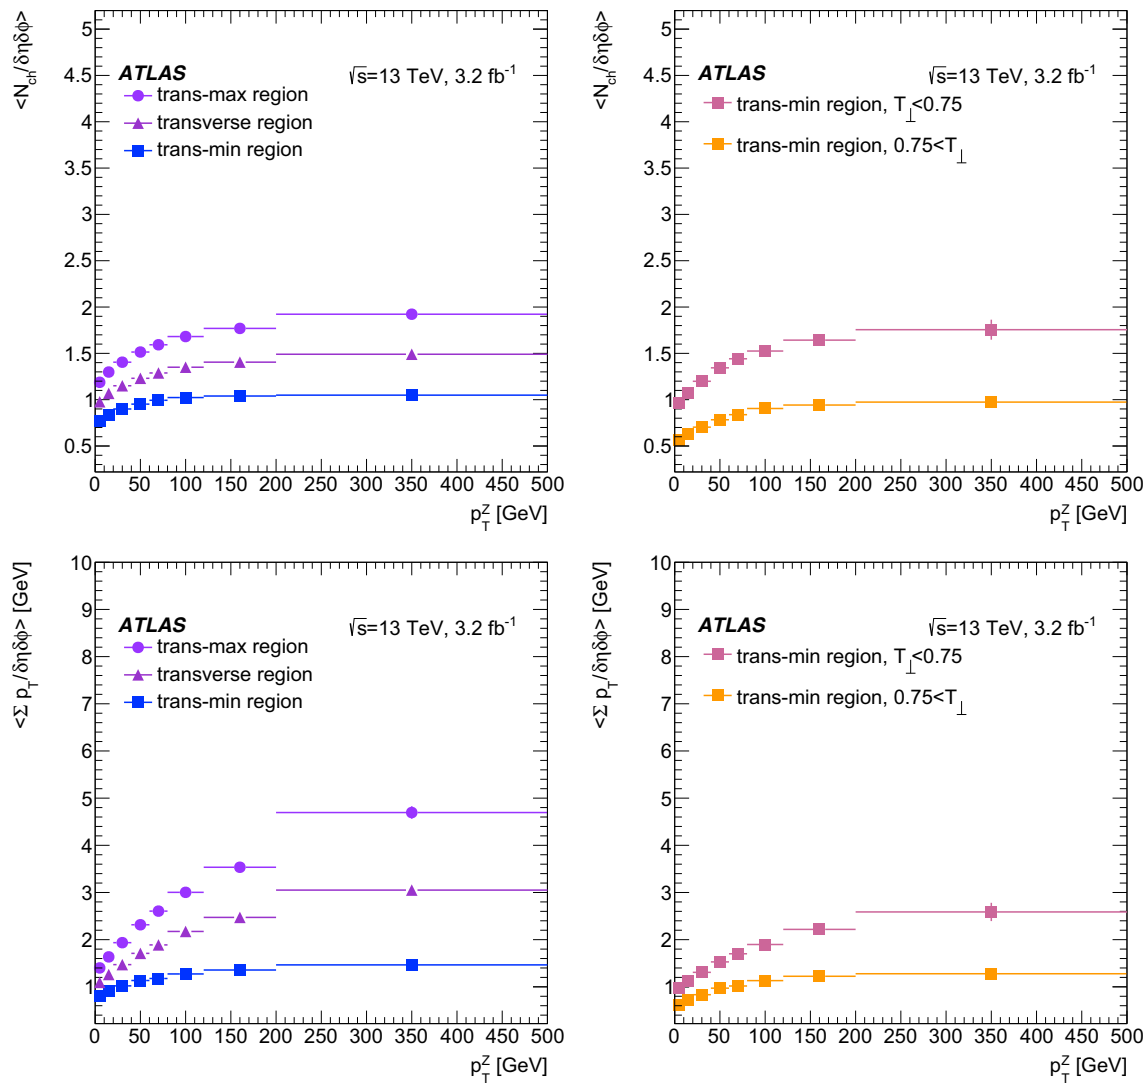 <N_ch/δηδϕ>
5
4.5
4
3.5
3
2.5
2
1.5
1
0.5
ATLAS
√s=13 TeV, 3.2 fb⁻¹
trans-max region
transverse region
trans-min region
0 50 100 150 200 250 300 350 400 450 500
p_T^Z [GeV]
<N_ch/δηδϕ>
5
4.5
4
3.5
3
2.5
2
1.5
1
0.5
ATLAS
√s=13 TeV, 3.2 fb⁻¹
trans-min region, T_⊥<0.75
trans-min region, 0.75<T_⊥
0 50 100 150 200 250 300 350 400 450 500
p_T^Z [GeV]
<Σ p_T/δηδϕ> [GeV]
10
9
8
7
6
5
4
3
2
1
ATLAS
√s=13 TeV, 3.2 fb⁻¹
trans-max region
transverse region
trans-min region
0 50 100 150 200 250 300 350 400 450 500
p_T^Z [GeV]
<Σ p_T/δηδϕ> [GeV]
10
9
8
7
6
5
4
3
2
1
ATLAS
√s=13 TeV, 3.2 fb⁻¹
trans-min region, T_⊥<0.75
trans-min region, 0.75<T_⊥
0 50 100 150 200 250 300 350 400 450 500
p_T^Z [GeV]